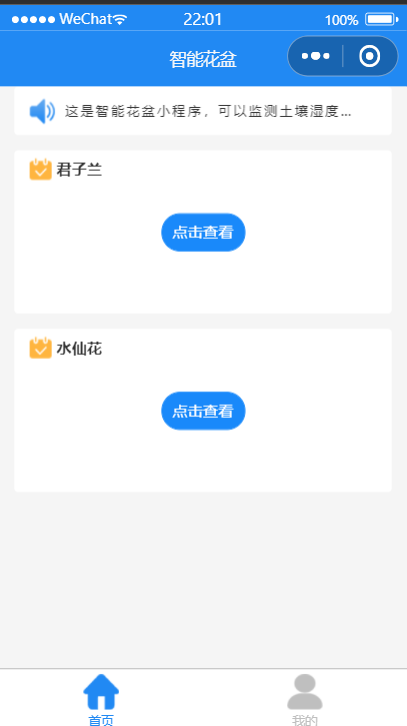 WeChat 22:01 100%
智能花盆
这是智能花盆小程序，可以监测土壤湿度...
君子兰
点击查看
水仙花
点击查看
首页 我的